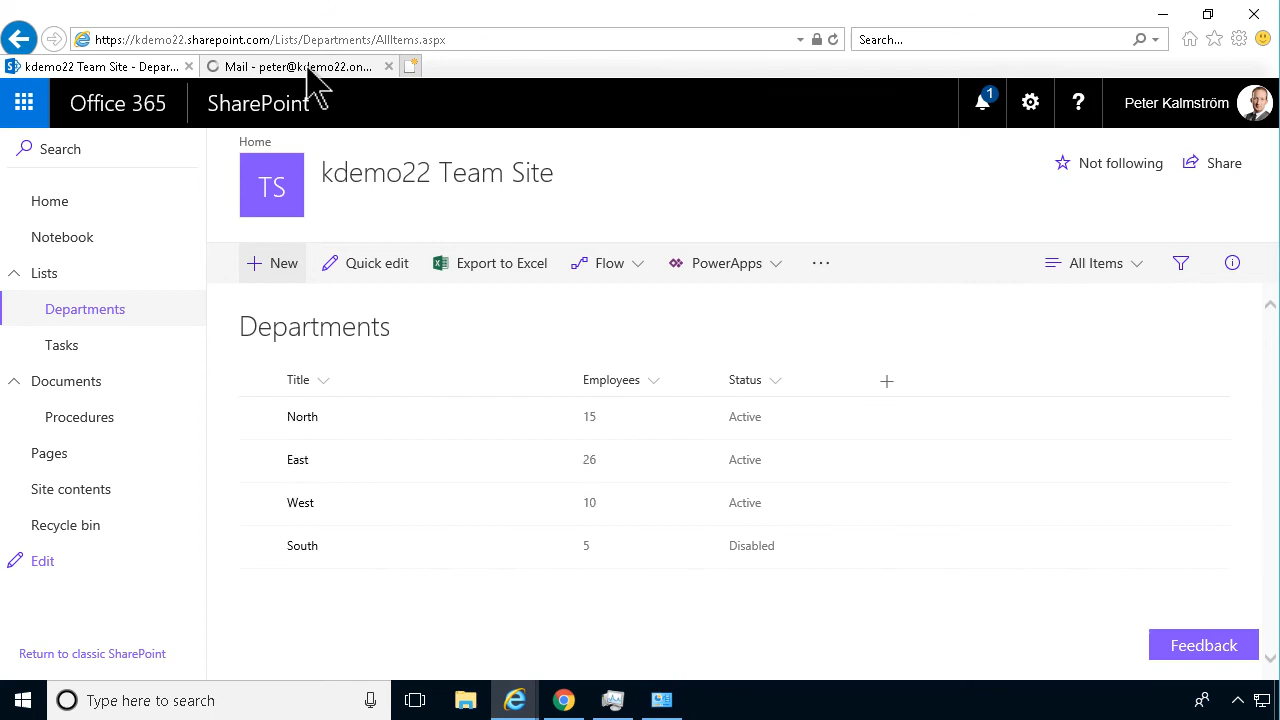 https://kdemo22.sharepoint.com/Lists/Departments/AllItems.aspx
Search...
kdemo22 Team Site - Depar...
Mail - peter@kdemo22.on...
Office 365
SharePoint
1
?
Peter Kalmström
Search
Home
Notebook
Lists
Departments
Tasks
Documents
Procedures
Pages
Site contents
Recycle bin
Edit
Return to classic SharePoint
Home
TS
kdemo22 Team Site
Not following
Share
New
Quick edit
Export to Excel
Flow
PowerApps
...
All Items
Departments
Title Employees Status
North 15 Active
East 26 Active
West 10 Active
South 5 Disabled
Feedback
Type here to search